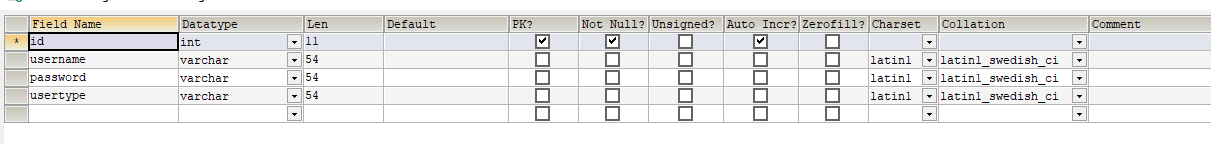 Field Name Datatype Len Default PK? Not Null? Unsigned? Auto Incr? Zerofill? Charset Collation Comment
* id int 11
username varchar 54 latin1 latin1_swedish_ci
password varchar 54 latin1 latin1_swedish_ci
usertype varchar 54 latin1 latin1_swedish_ci